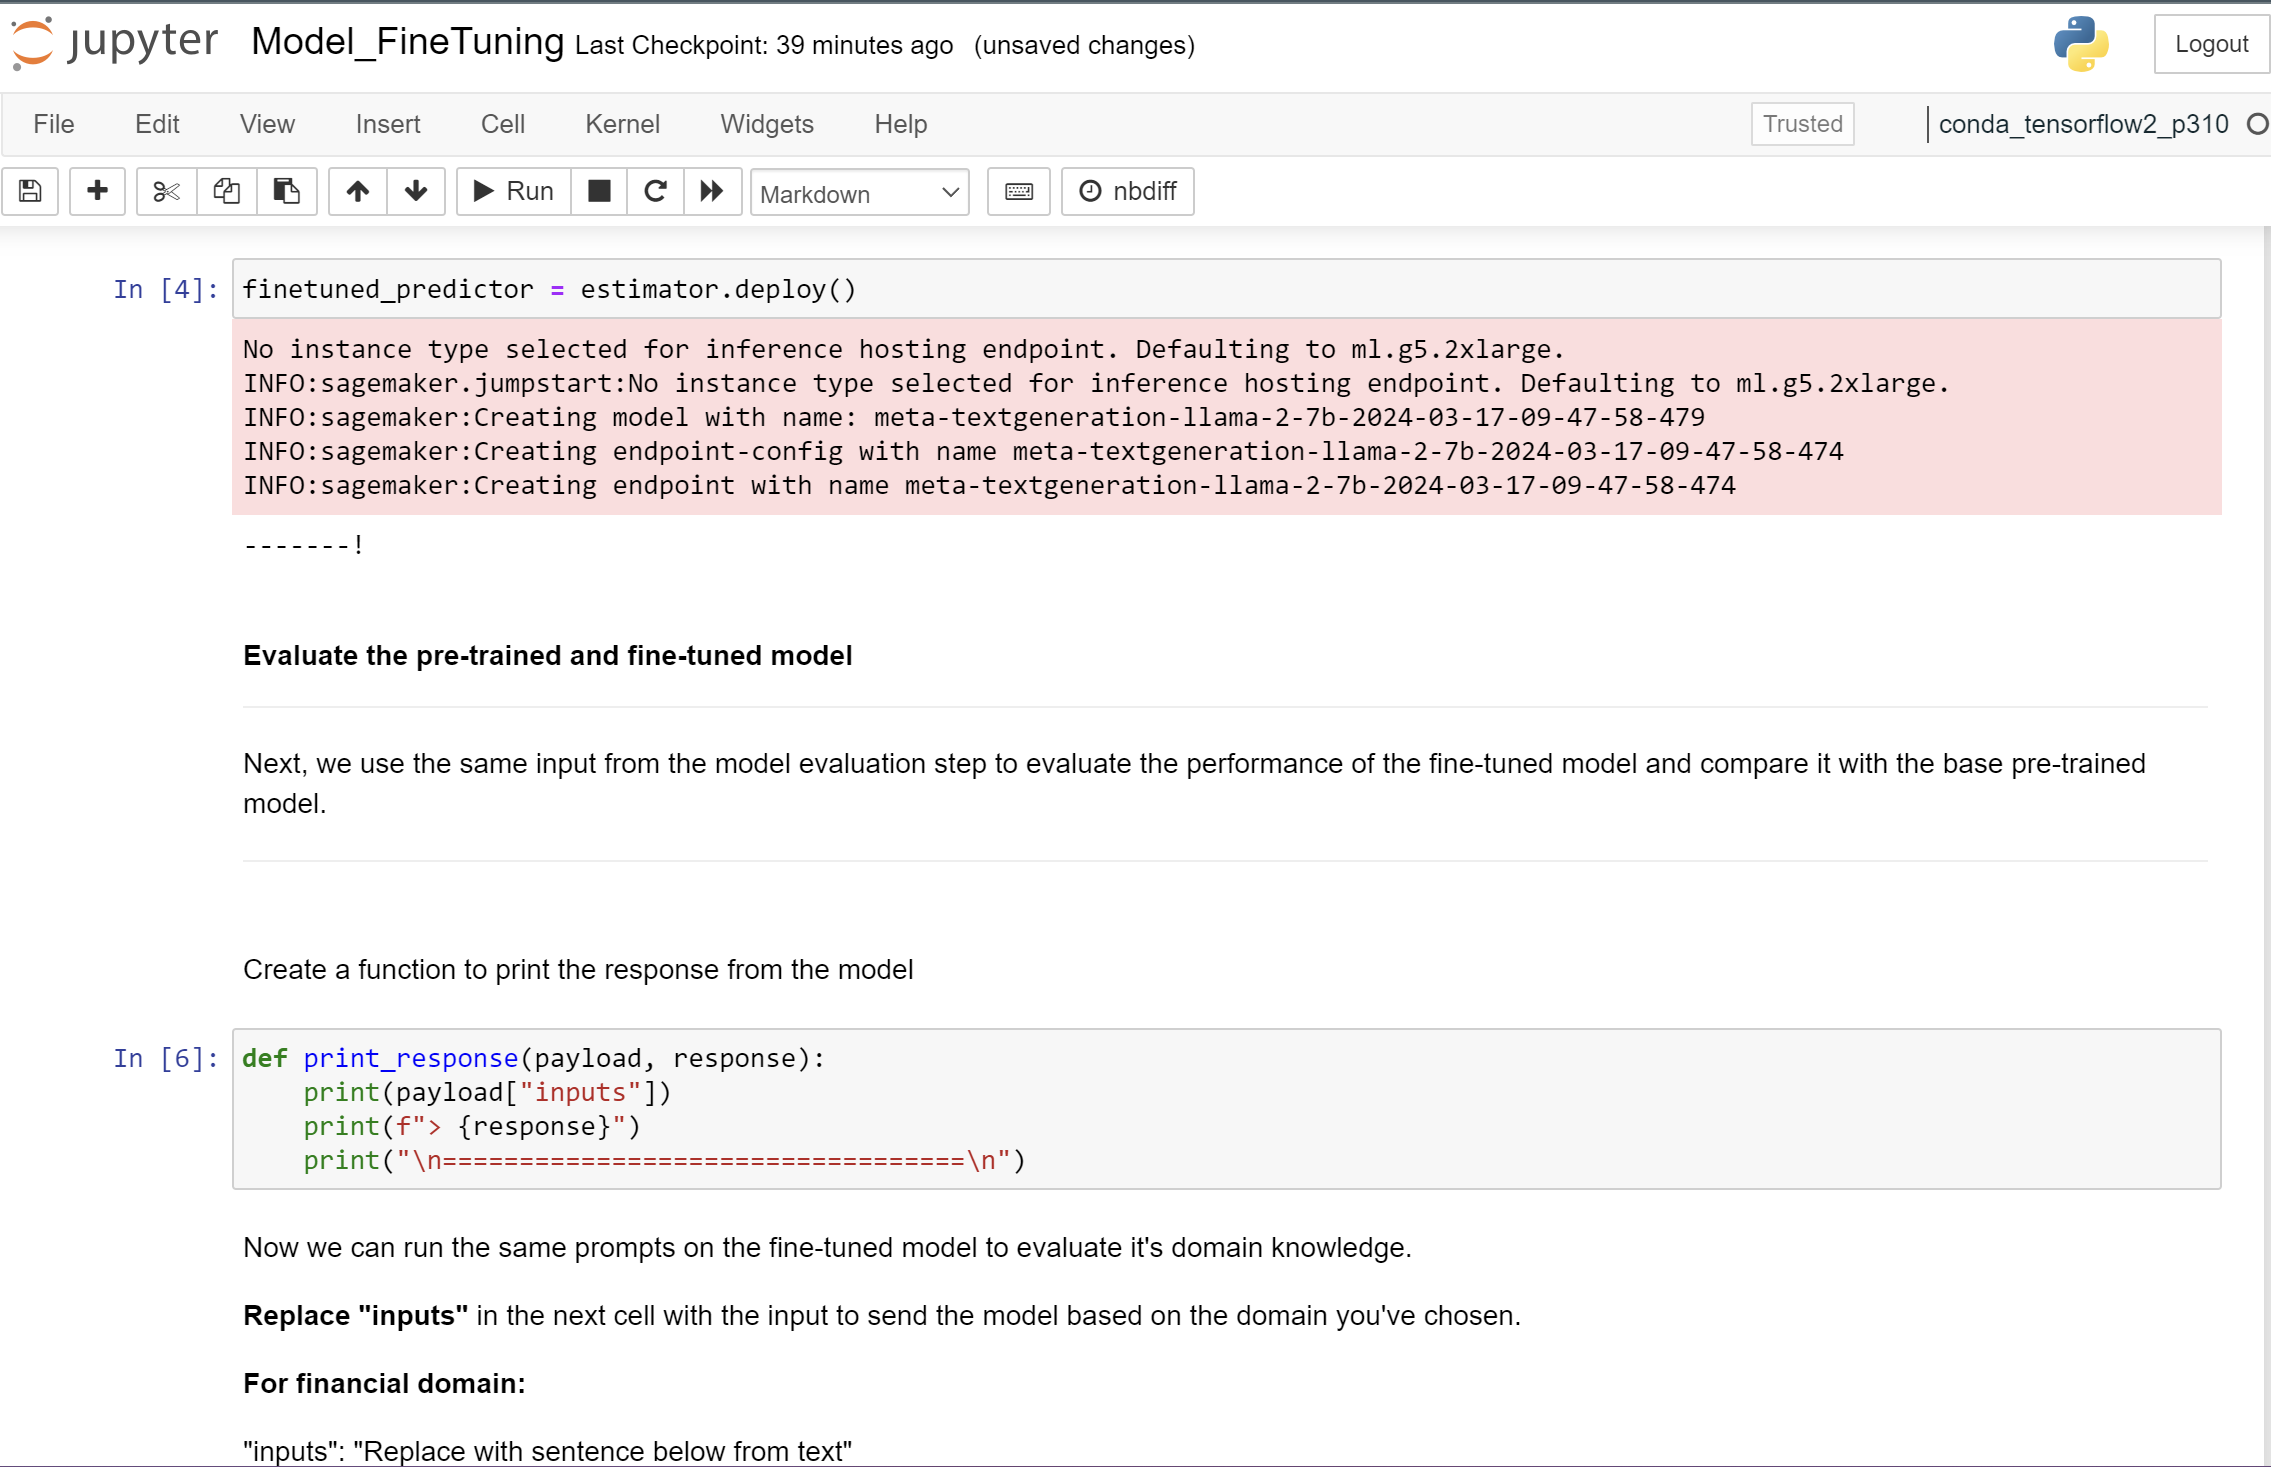 jupyter Model_FineTuning Last Checkpoint: 39 minutes ago (unsaved changes) Logout
File Edit View Insert Cell Kernel Widgets Help Trusted conda_tensorflow2_p310
Run Markdown nbdiff
In [4]: finetuned_predictor = estimator.deploy()
No instance type selected for inference hosting endpoint. Defaulting to ml.g5.2xlarge.
INFO:sagemaker.jumpstart:No instance type selected for inference hosting endpoint. Defaulting to ml.g5.2xlarge.
INFO:sagemaker:Creating model with name: meta-textgeneration-llama-2-7b-2024-03-17-09-47-58-479
INFO:sagemaker:Creating endpoint-config with name meta-textgeneration-llama-2-7b-2024-03-17-09-47-58-474
INFO:sagemaker:Creating endpoint with name meta-textgeneration-llama-2-7b-2024-03-17-09-47-58-474
-------!
Evaluate the pre-trained and fine-tuned model
Next, we use the same input from the model evaluation step to evaluate the performance of the fine-tuned model and compare it with the base pre-trained
model.
Create a function to print the response from the model
In [6]: def print_response(payload, response):
    print(payload["inputs"])
    print(f"> {response}")
    print("\n==================================\n")
Now we can run the same prompts on the fine-tuned model to evaluate it's domain knowledge.
Replace "inputs" in the next cell with the input to send the model based on the domain you've chosen.
For financial domain:
"inputs": "Replace with sentence below from text"